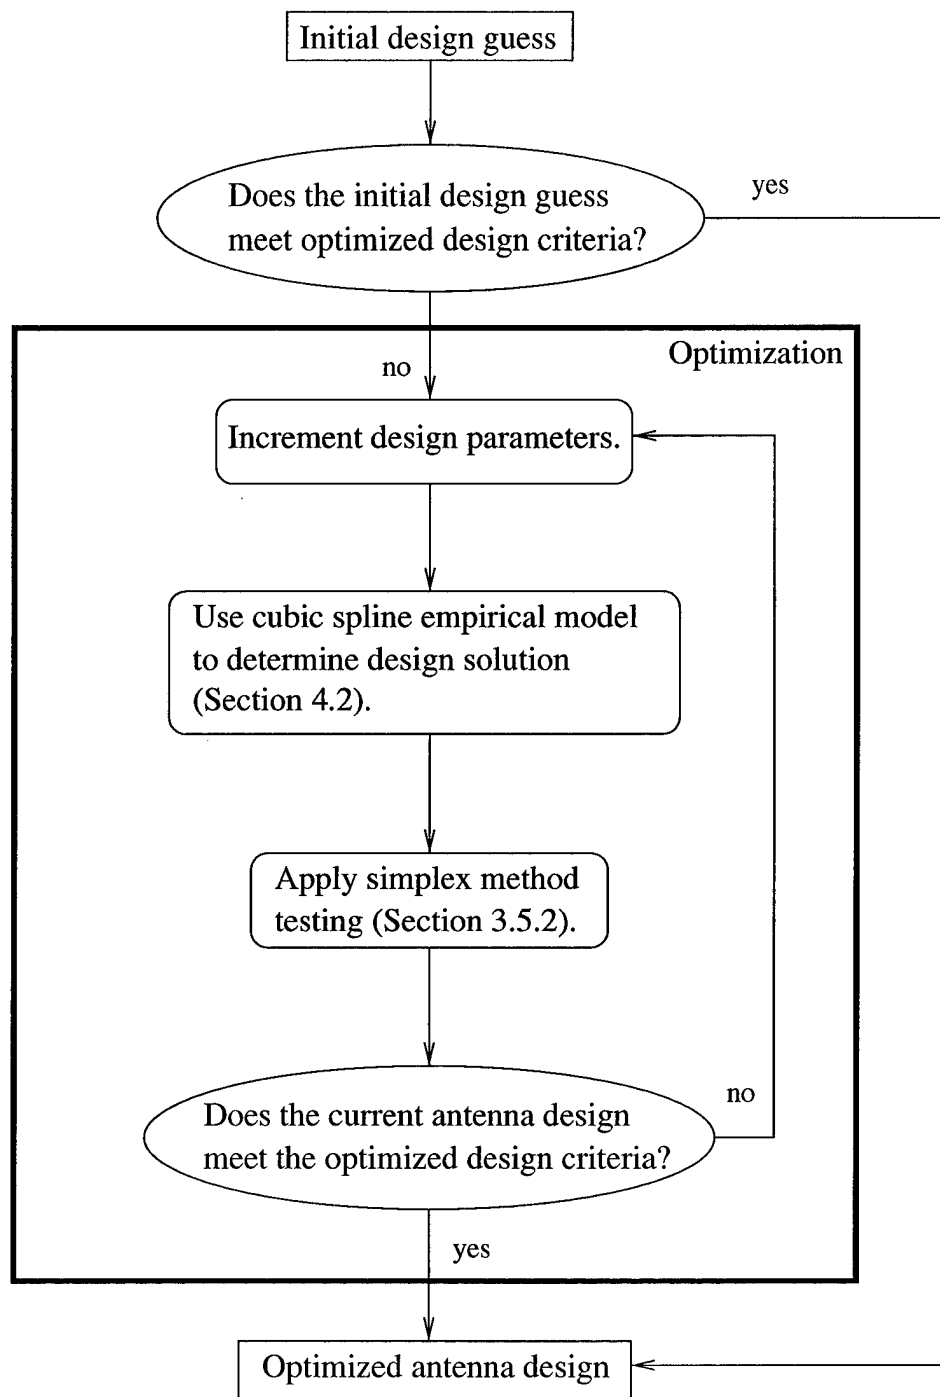 Initial design guess
Does the initial design guess
meet optimized design criteria?
yes
Optimization
no
Increment design parameters.
Use cubic spline empirical model
to determine design solution
(Section 4.2).
Apply simplex method
testing (Section 3.5.2).
no
Does the current antenna design
meet the optimized design criteria?
yes
Optimized antenna design